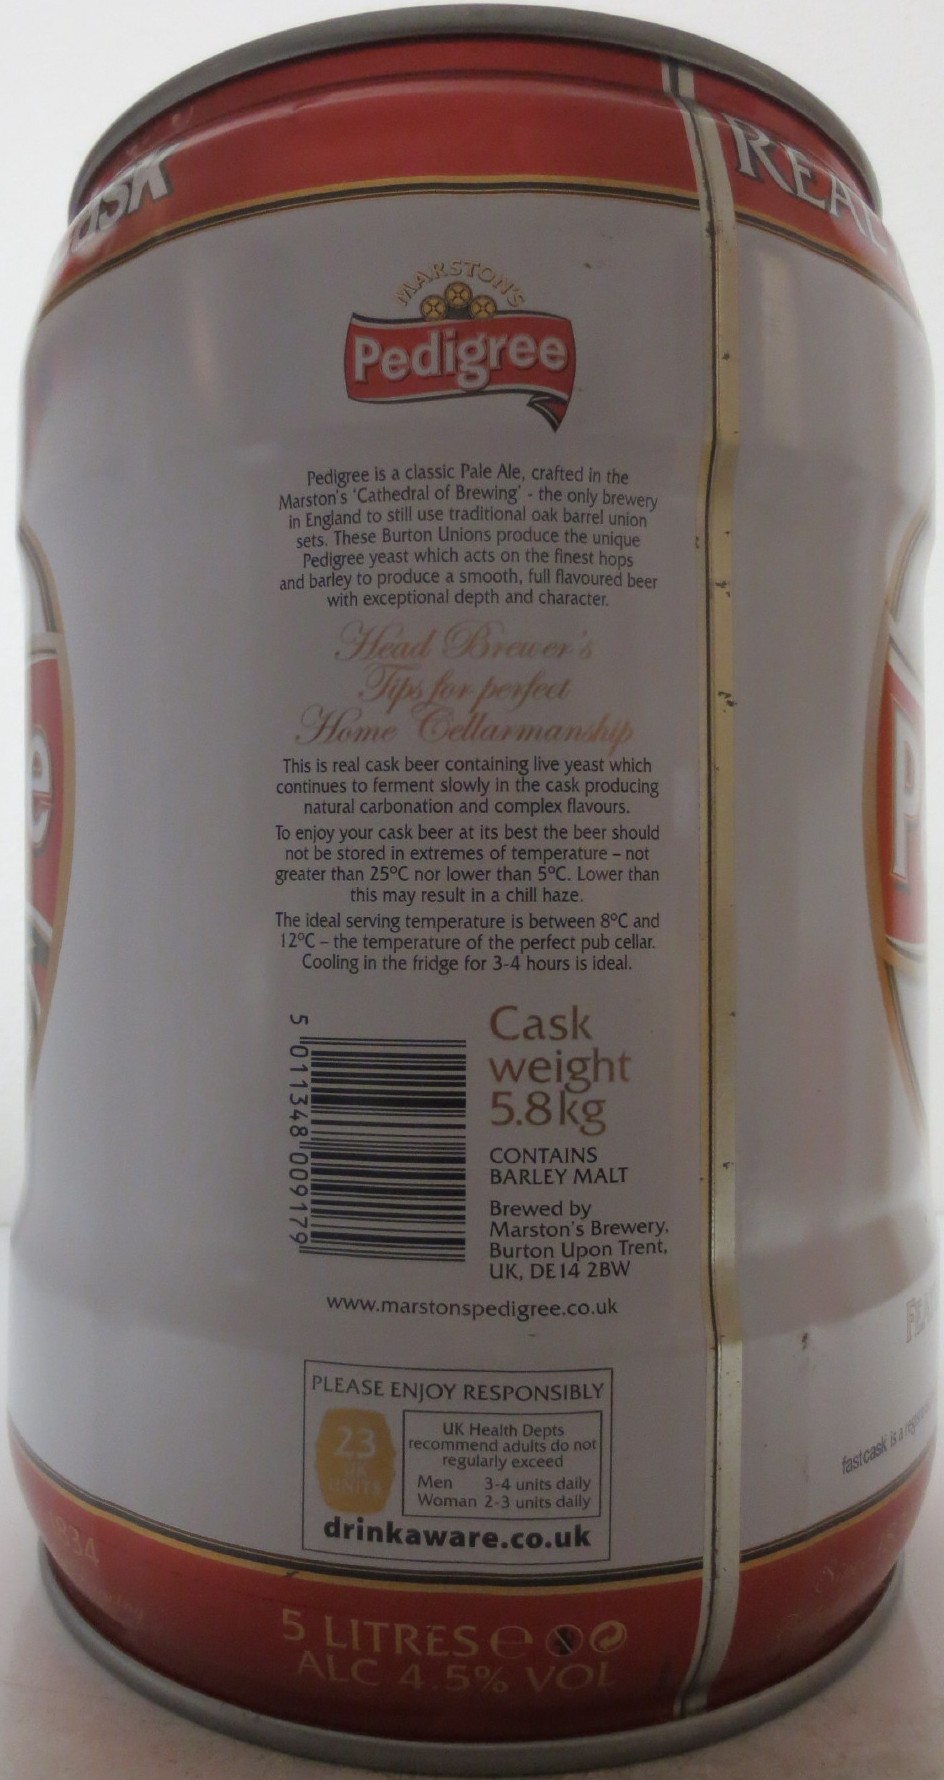 ASK
REAL
MARSTON'S
Pedigree
Pedigree is a classic Pale Ale, crafted in the
Marston's 'Cathedral of Brewing' - the only brewery
in England to still use traditional oak barrel union
sets. These Burton Unions produce the unique
Pedigree yeast which acts on the finest hops
and barley to produce a smooth, full flavoured beer
with exceptional depth and character.
Head Brewer's
Tips for perfect
Home Cellarmanship
This is real cask beer containing live yeast which
continues to ferment slowly in the cask producing
natural carbonation and complex flavours.
To enjoy your cask beer at its best the beer should
not be stored in extremes of temperature – not
greater than 25ºC nor lower than 5ºC. Lower than
this may result in a chill haze.
The ideal serving temperature is between 8ºC and
12ºC – the temperature of the perfect pub cellar.
Cooling in the fridge for 3-4 hours is ideal.
e
P
5 011348 009179
Cask
weight
5.8kg
CONTAINS
BARLEY MALT
Brewed by
Marston's Brewery,
Burton Upon Trent,
UK, DE14 2BW
www.marstonspedigree.co.uk
PLEASE ENJOY RESPONSIBLY
23
UK
UNITS
UK Health Depts
recommend adults do not
regularly exceed
Men 3-4 units daily
Woman 2-3 units daily
drinkaware.co.uk
fastcask is a
1834
5 LITRES e
ALC 4.5% VOL